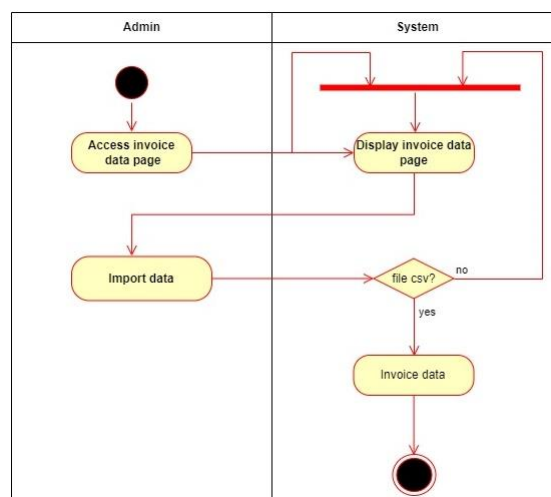 Admin
System
Access invoice
data page
Display invoice data
page
Import data
file csv?
no
yes
Invoice data